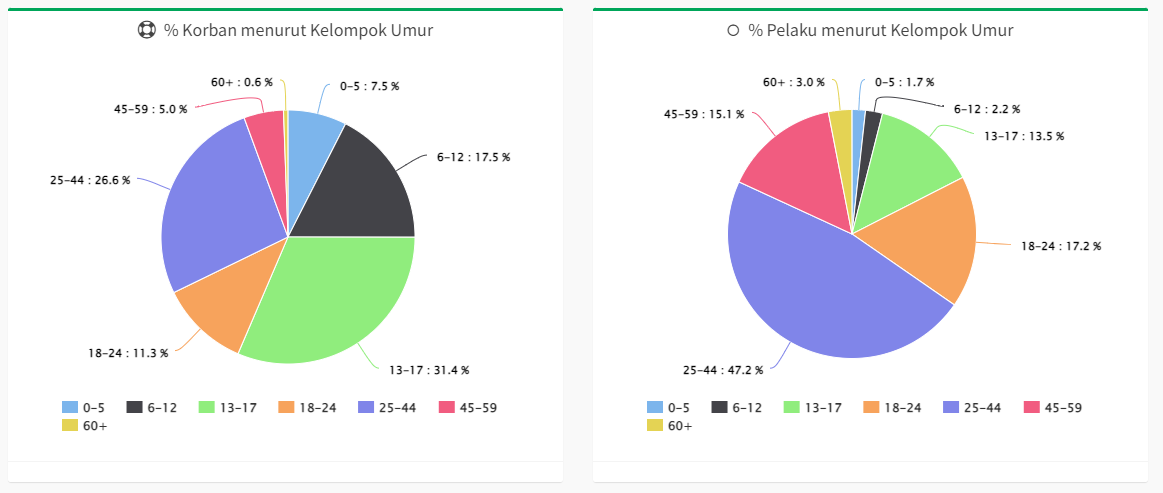 % Korban menurut Kelompok Umur
60+ : 0.6 %
0-5 : 7.5 %
45-59 : 5.0 %
6-12 : 17.5 %
25-44 : 26.6 %
18-24 : 11.3 %
13-17 : 31.4 %
0-5 6-12 13-17 18-24 25-44 45-59
60+
% Pelaku menurut Kelompok Umur
60+ : 3.0 %
0-5 : 1.7 %
6-12 : 2.2 %
45-59 : 15.1 %
13-17 : 13.5 %
18-24 : 17.2 %
25-44 : 47.2 %
0-5 6-12 13-17 18-24 25-44 45-59
60+